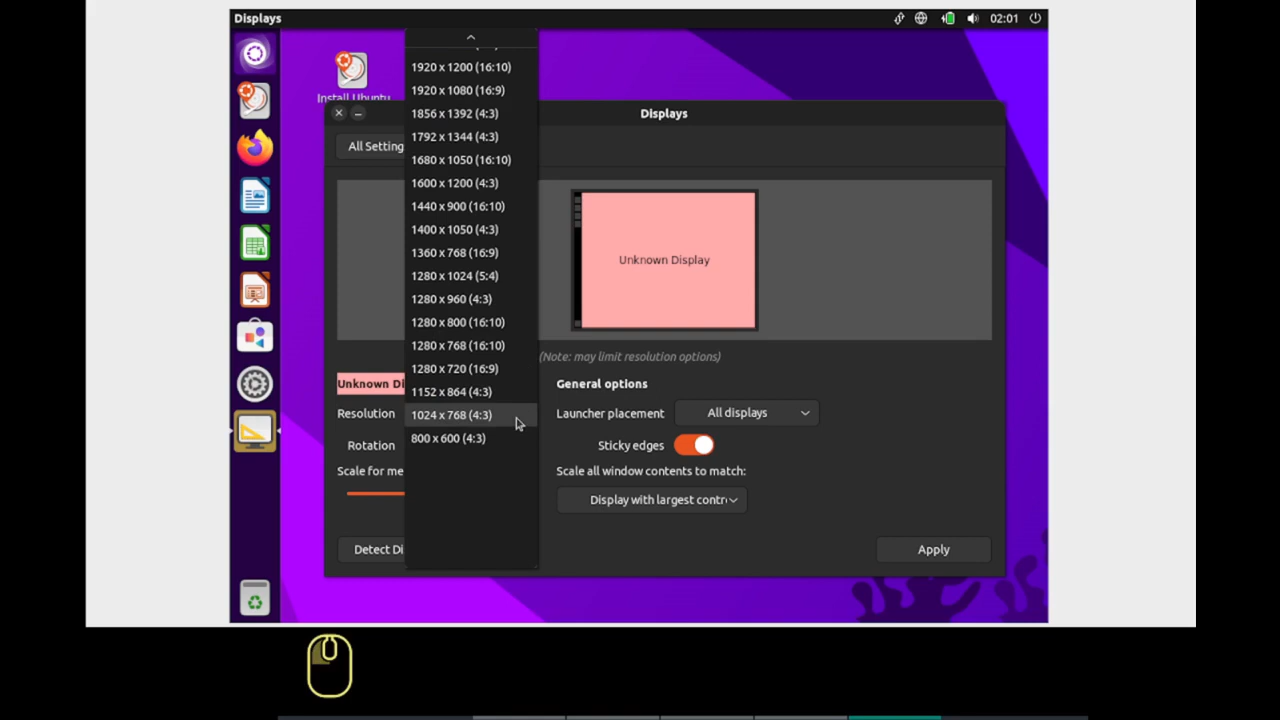 Displays
02:01
Install Ubuntu
Displays
All Setting
1920 x 1200 (16:10)
1920 x 1080 (16:9)
1856 x 1392 (4:3)
1792 x 1344 (4:3)
1680 x 1050 (16:10)
1600 x 1200 (4:3)
1440 x 900 (16:10)
1400 x 1050 (4:3)
1360 x 768 (16:9)
1280 x 1024 (5:4)
1280 x 960 (4:3)
1280 x 800 (16:10)
1280 x 768 (16:10)
1280 x 720 (16:9)
1152 x 864 (4:3)
1024 x 768 (4:3)
800 x 600 (4:3)
Unknown Display
(Note: may limit resolution options)
Unknown Di
Resolution
Rotation
Scale for me
Detect Di
General options
Launcher placement
All displays
Sticky edges
Scale all window contents to match:
Display with largest contr
Apply